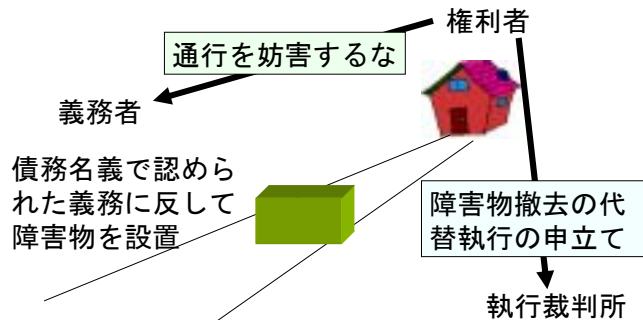 権利者
通行を妨害するな
義務者
債務名義で認めら
れた義務に反して
障害物を設置
障害物撤去の代
替執行の申立て
執行裁判所